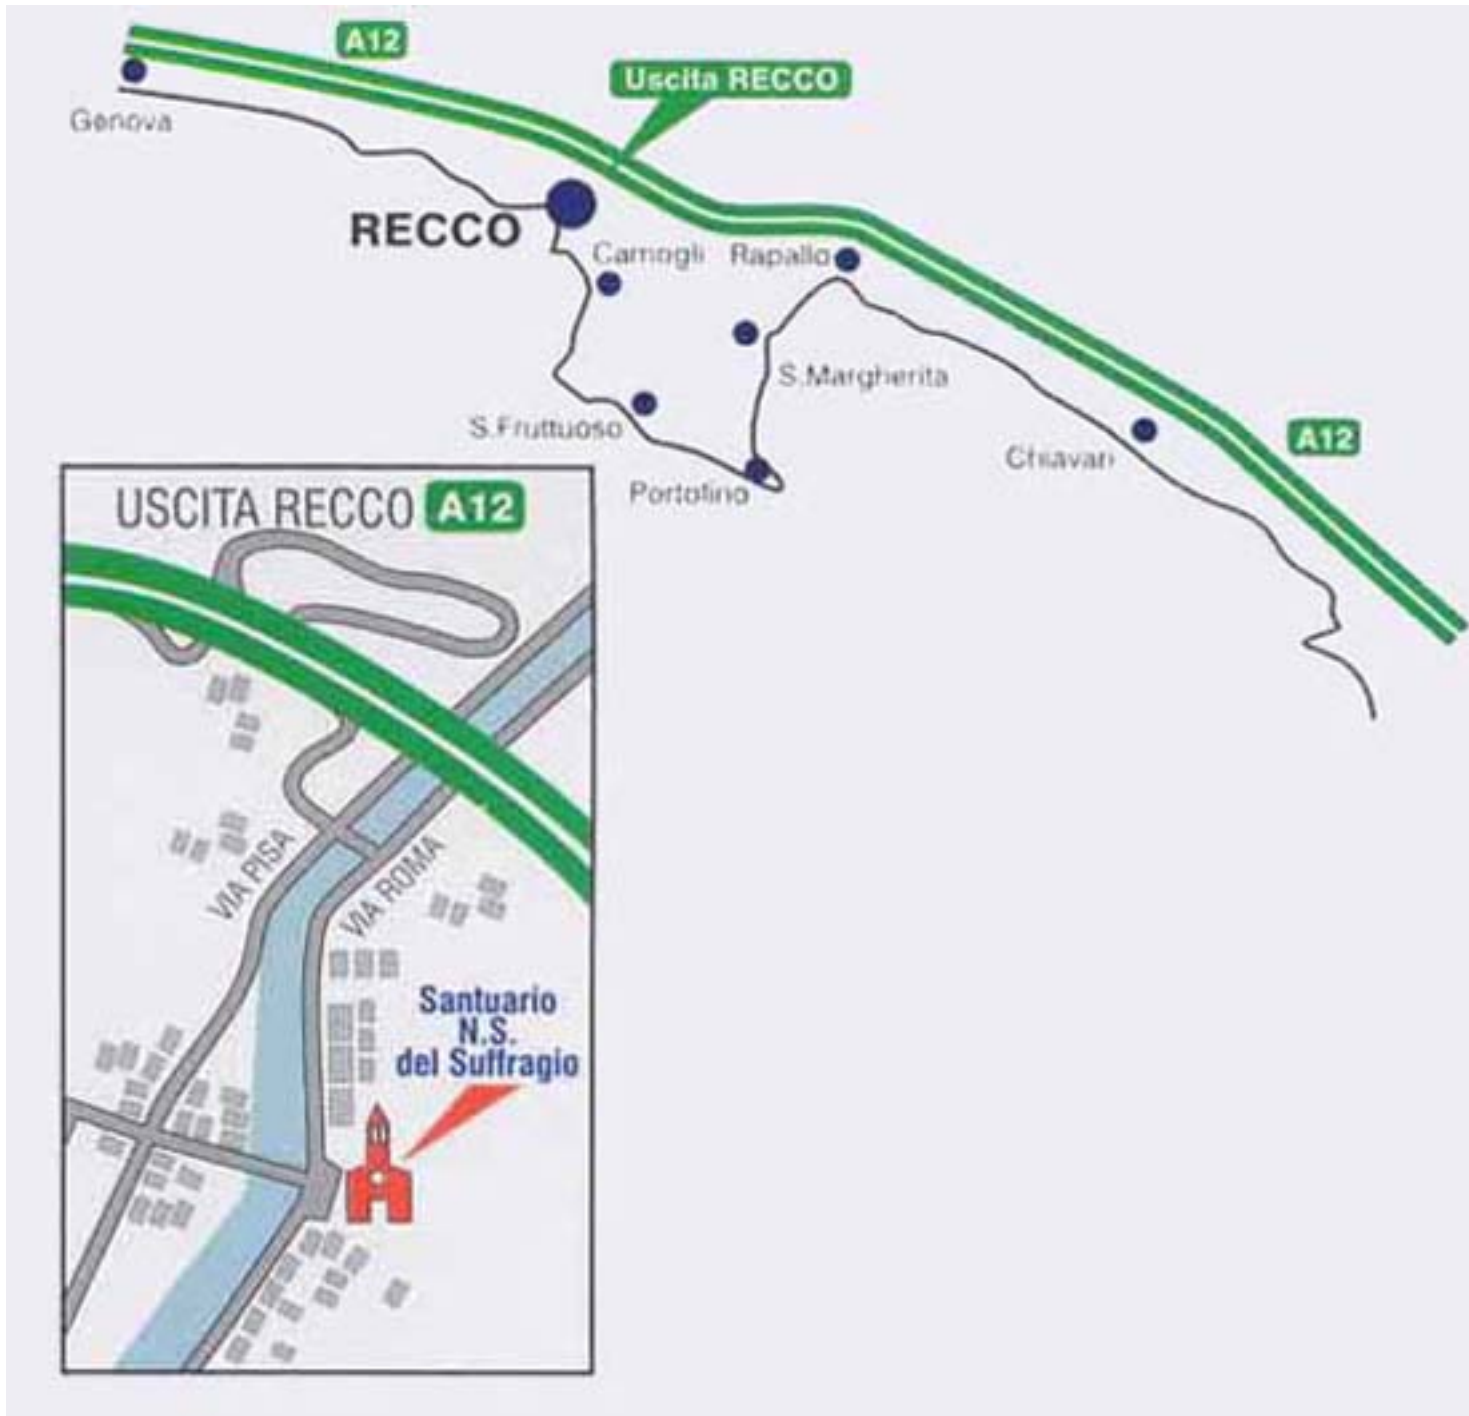 A12
Uscita RECCO
Genova
RECCO
Camogli
Rapallo
S.Margherita
S.Fruttuoso
Portofino
Chiavari
A12
USCITA RECCO A12
VIA PISA
VIA ROMA
Santuario
N.S.
del Suffragio